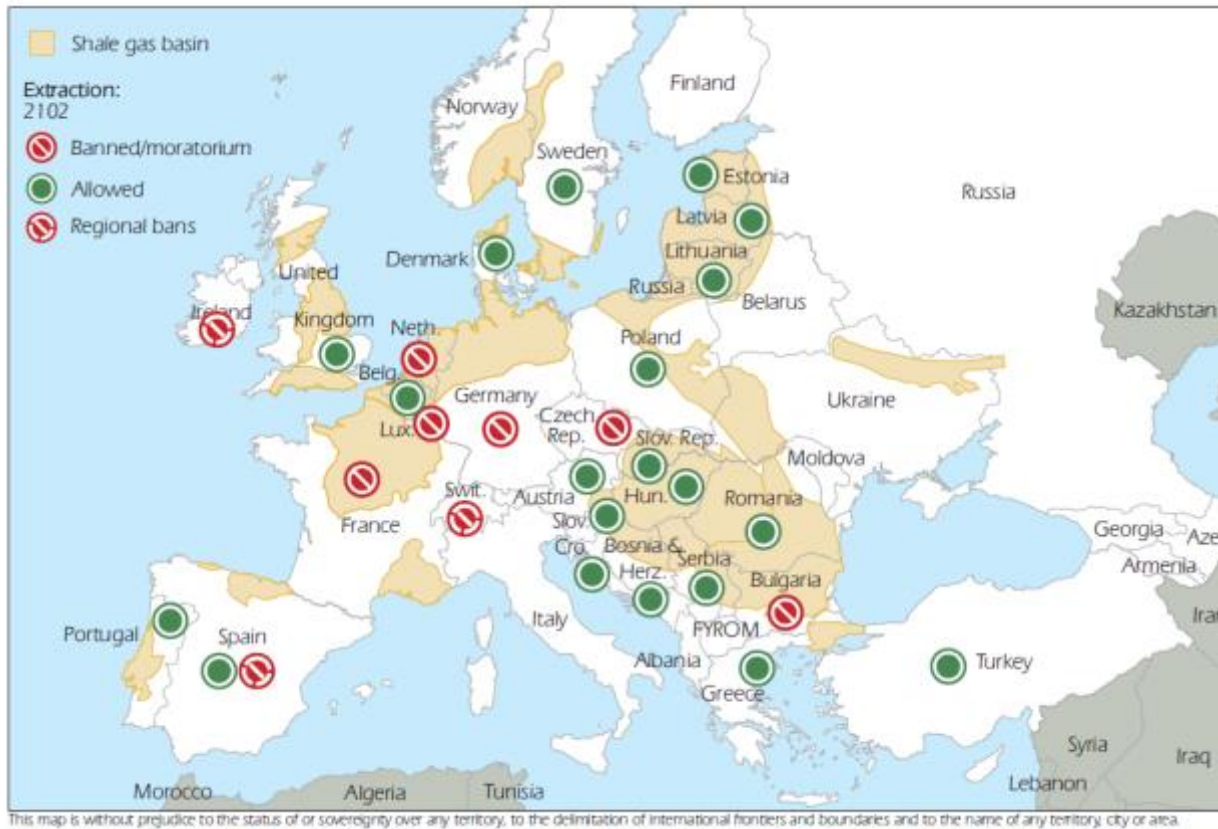 Shale gas basin
Extraction:
2102
Banned/moratorium
Allowed
Regional bans
Finland
Norway
Sweden
Estonia
Russia
Latvia
Denmark
Lithuania
United
Russia
Belarus
Ireland
Kingdom
Neth.
Kazakhstan
Poland
Belg.
Germany
Ukraine
Czech
Rep.
Lux.
Slov. Rep.
Moldova
Swit.
Austria
Hun.
Romania
France
Slov.
Georgia
Aze
Cro.
Bosnia &
Serbia
Armeniia
Herz.
Bulgaria
Iran
Italy
Portugal
Spain
FYROM
Albania
Turkey
Greece
Syria
Iraq
Lebanon
Morocco
Algeria
Tunisia
This map is without prejudice to the status of or sovereignty over any territory, to the delimitation of international frontiers and boundaries and to the name of any territory, city or area.